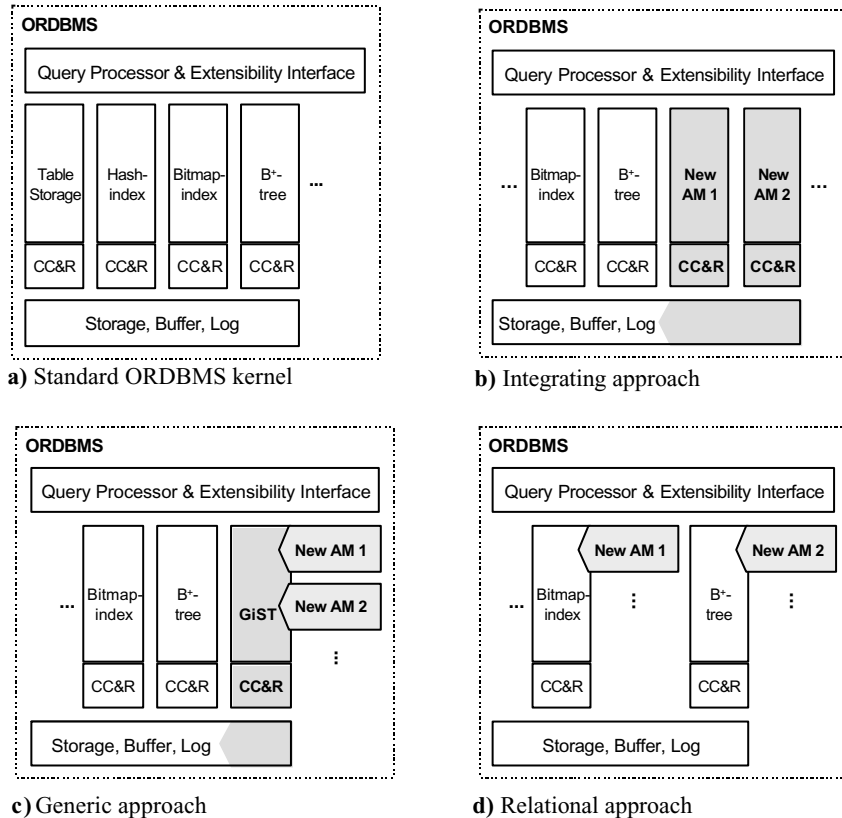 ORDBMS
Query Processor & Extensibility Interface
Table
Storage
Hash-
index
Bitmap-
index
B+-
tree
...
CC&R
CC&R
CC&R
CC&R
Storage, Buffer, Log
a) Standard ORDBMS kernel
ORDBMS
Query Processor & Extensibility Interface
...
Bitmap-
index
B+-
tree
New
AM 1
New
AM 2
...
CC&R
CC&R
CC&R
CC&R
Storage, Buffer, Log
b) Integrating approach
ORDBMS
Query Processor & Extensibility Interface
...
Bitmap-
index
B+-
tree
GiST
New AM 1
New AM 2
...
CC&R
CC&R
CC&R
Storage, Buffer, Log
c) Generic approach
ORDBMS
Query Processor & Extensibility Interface
...
Bitmap-
index
New AM 1
...
B+-
tree
New AM 2
...
CC&R
CC&R
Storage, Buffer, Log
d) Relational approach